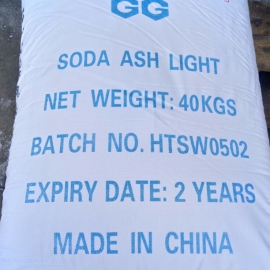 GG
SODA ASH LIGHT
NET WEIGHT: 40KGS
BATCH NO. HTSW0502
EXPIRY DATE: 2 YEARS
MADE IN CHINA